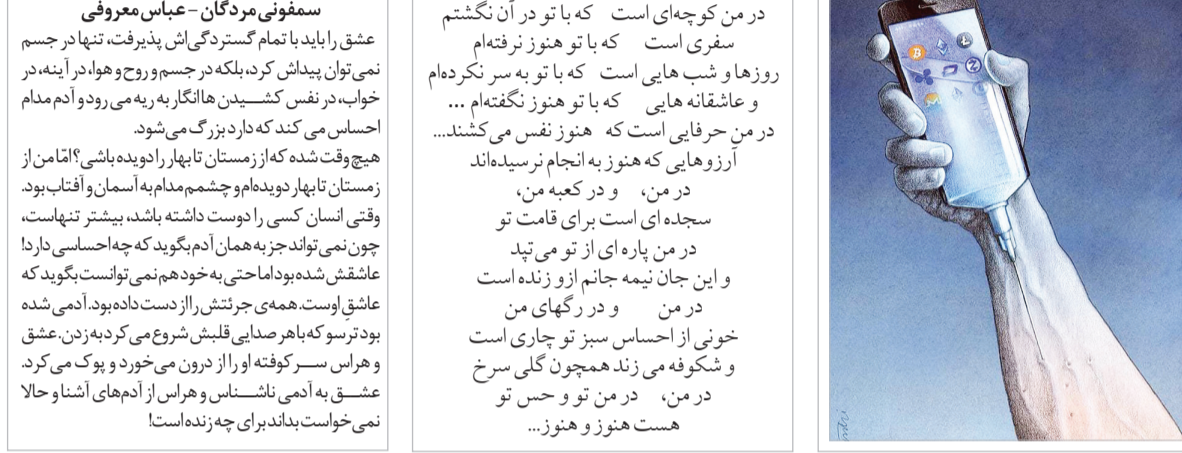 در من کوچه‌ای است که با تو در آن نگشتم
سفری است که با تو هنوز نرفته‌ام
روزها و شب هایی است که با تو به سر نکرده‌ام
و عاشقانه هایی که با تو هنوز نگفته‌ام ...
در من حرفایی است که هنوز نفس می‌کشند...
آرزوهایی که هنوز به انجام نرسیده‌اند
در من، و در کعبه من،
سجده ای است برای قامت تو
در من پاره ای از تو می‌تپد
و این جان نیمه جانم ازو زنده است
در من و در رگهای من
خونی از احساس سبز تو جاری است
و شکوفه می زند همچون گلی سرخ
در من، در من تو و حس تو
هست هنوز و هنوز...
سمفونی مردگان – عباس معروفی
عشق را باید با تمام گستردگی‌اش پذیرفت، تنها در جسم
نمی‌توان پیداش کرد، بلکه در جسم و روح و هوا، در آینه، در
خواب، در نفس کشیدن ها انگار به ریه می رود و آدم مدام
احساس می کند که دارد بزرگ می‌شود.
هیچ وقت شده که از زمستان تا بهار را دویده باشی؟ امّا من از
زمستان تا بهار دویده‌ام و چشمم مدام به آسمان و آفتاب بود.
وقتی انسان کسی را دوست داشته باشد، بیشتر تنهاست،
چون نمی‌تواند جز به همان آدم بگوید که چه احساسی دارد!
عاشقش شده بود اما حتی به خود هم نمی توانست بگوید که
عاشقِ اوست. همه‌ی جرئتش را از دست داده بود. آدمی شده
بود ترسو که با هر صدایی قلبش شروع می کرد به زدن. عشق
و هراس سرکوفته او را از درون می‌خورد و پوک می‌کرد.
عشق به آدمی ناشناس و هراس از آدم‌های آشنا و حالا
نمی‌خواست بداند برای چه زنده است!